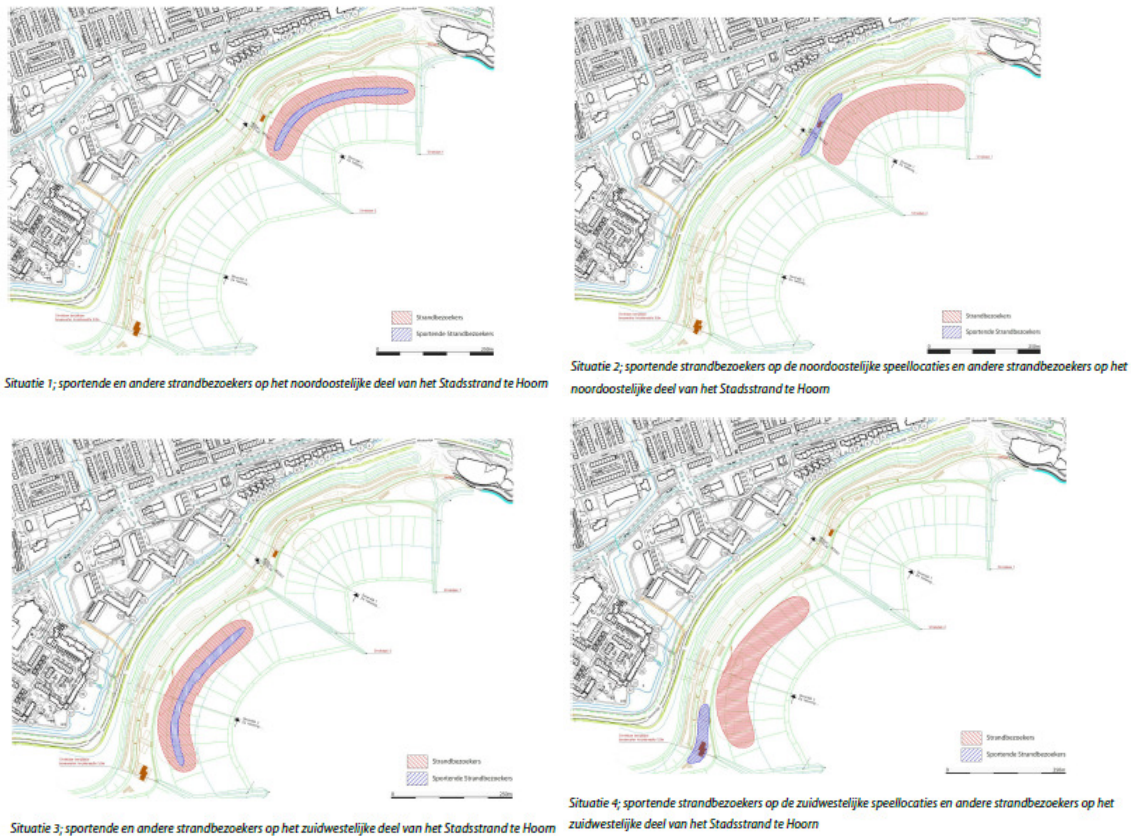 Strandbezoekers
Sportende Strandbezoekers
Situatie 1; sportende en andere strandbezoekers op het noordoostelijke deel van het Stadsstrand te Hoorn
Strandbezoekers
Sportende Strandbezoekers
Situatie 2; sportende strandbezoekers op de noordoostelijke speellocaties en andere strandbezoekers op het
noordoostelijke deel van het Stadsstrand te Hoorn
Strandbezoekers
Sportende Strandbezoekers
Situatie 3; sportende en andere strandbezoekers op het zuidwestelijke deel van het Stadsstrand te Hoorn
Strandbezoekers
Sportende Strandbezoekers
Situatie 4; sportende strandbezoekers op de zuidwestelijke speellocaties en andere strandbezoekers op het
zuidwestelijke deel van het Stadsstrand te Hoorn